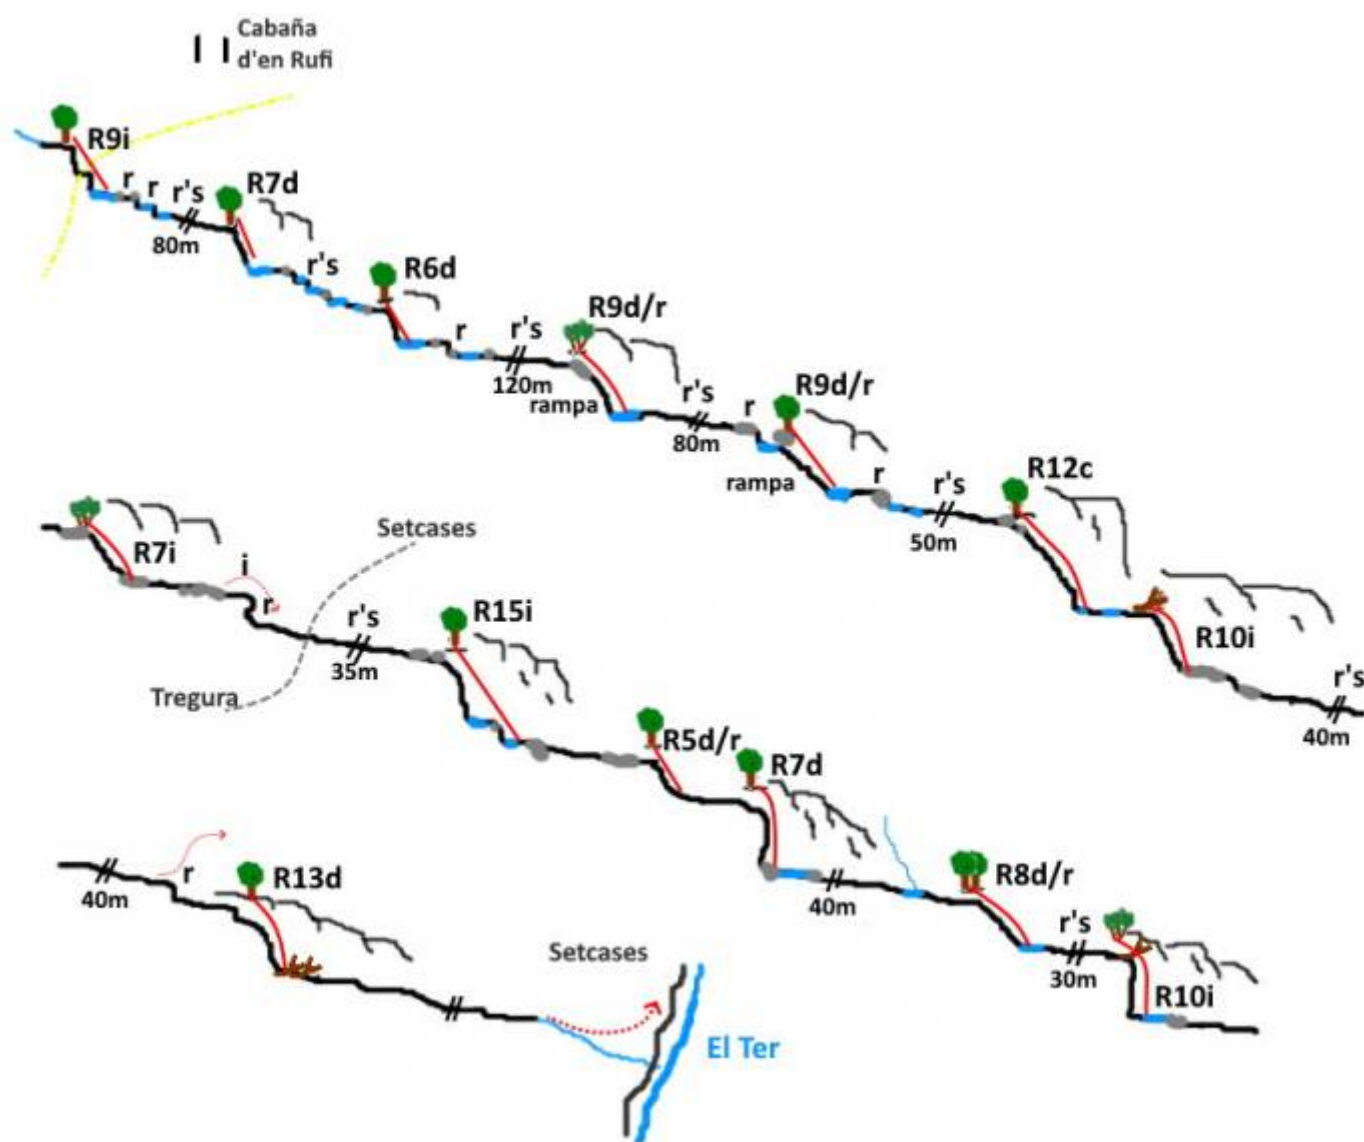 Cabaña
d'en Rufi
R9i
r
r
r's
80m
R7d
r's
R6d
r
r's
120m
R9d/r
rampa
r's
80m
r
R9d/r
rampa
r
r's
50m
R12c
R10i
r's
40m
R7i
i
r
Setcases
Tregura
r's
35m
R15i
R5d/r
R7d
40m
R8d/r
r's
30m
R10i
40m
r
R13d
Setcases
El Ter